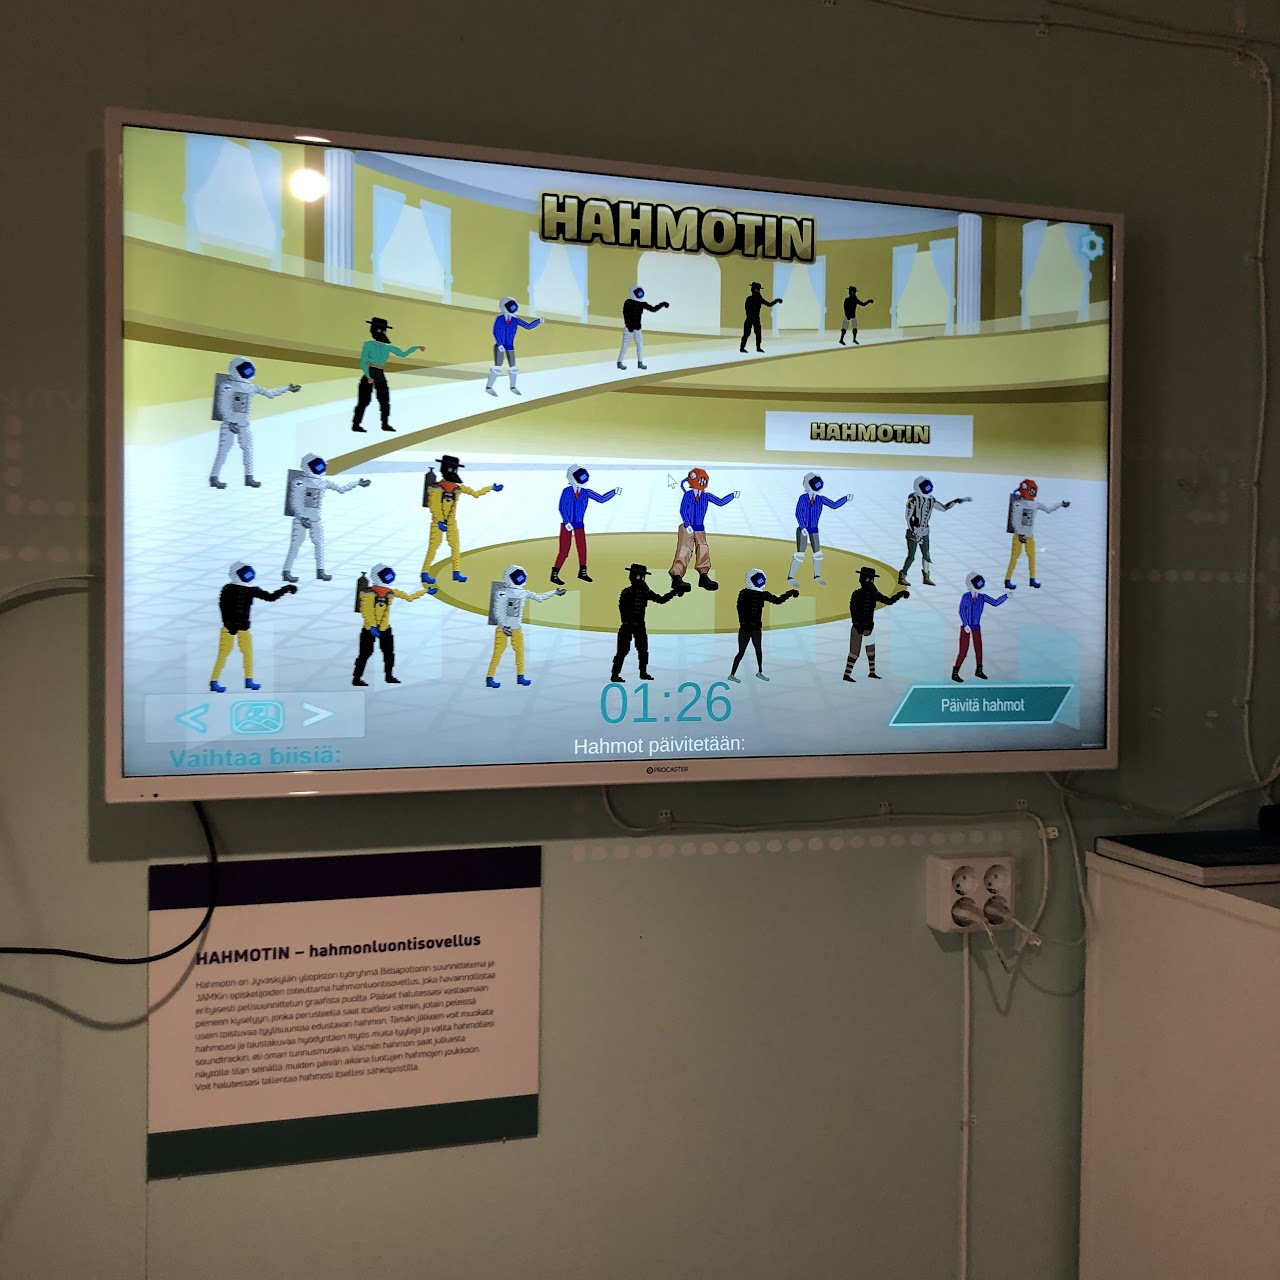 HAHMOTIN
HAHMOTIN
01:26
Päivitä hahmot
Hahmot päivitetään:
Vaihtaa biisiä:
PROCASTER
HAHMOTIN – hahmonluontisovellus
Hahmotin on Jyväskylän yliopiston työryhmä Bittiapollonin suunnittelema ja
JAMKin opiskelijoiden toteuttama hahmonluontisovellus, joka havainnollistaa
erityisesti pelisuunnittelun graafista puolta. Pääset halutessasi vastaamaan
pieneen kyselyyn, jonka perusteella saat itsellesi valmiin, jotain peleissä
usein toistuvaa tyylisuuntaa edustavan hahmon. Tämän jälkeen voit muokata
hahmoasi ja taustakuvaa hyödyntäen myös muita tyylejä ja valita hahmollesi
soundtrackin, eli oman tunnusmusiikin. Valmiin hahmon saat julkaista
näytölle tilan seinällä muiden päivän aikana luotujen hahmojen joukkoon.
Voit halutessasi tallentaa hahmosi itsellesi sähköpostilla.